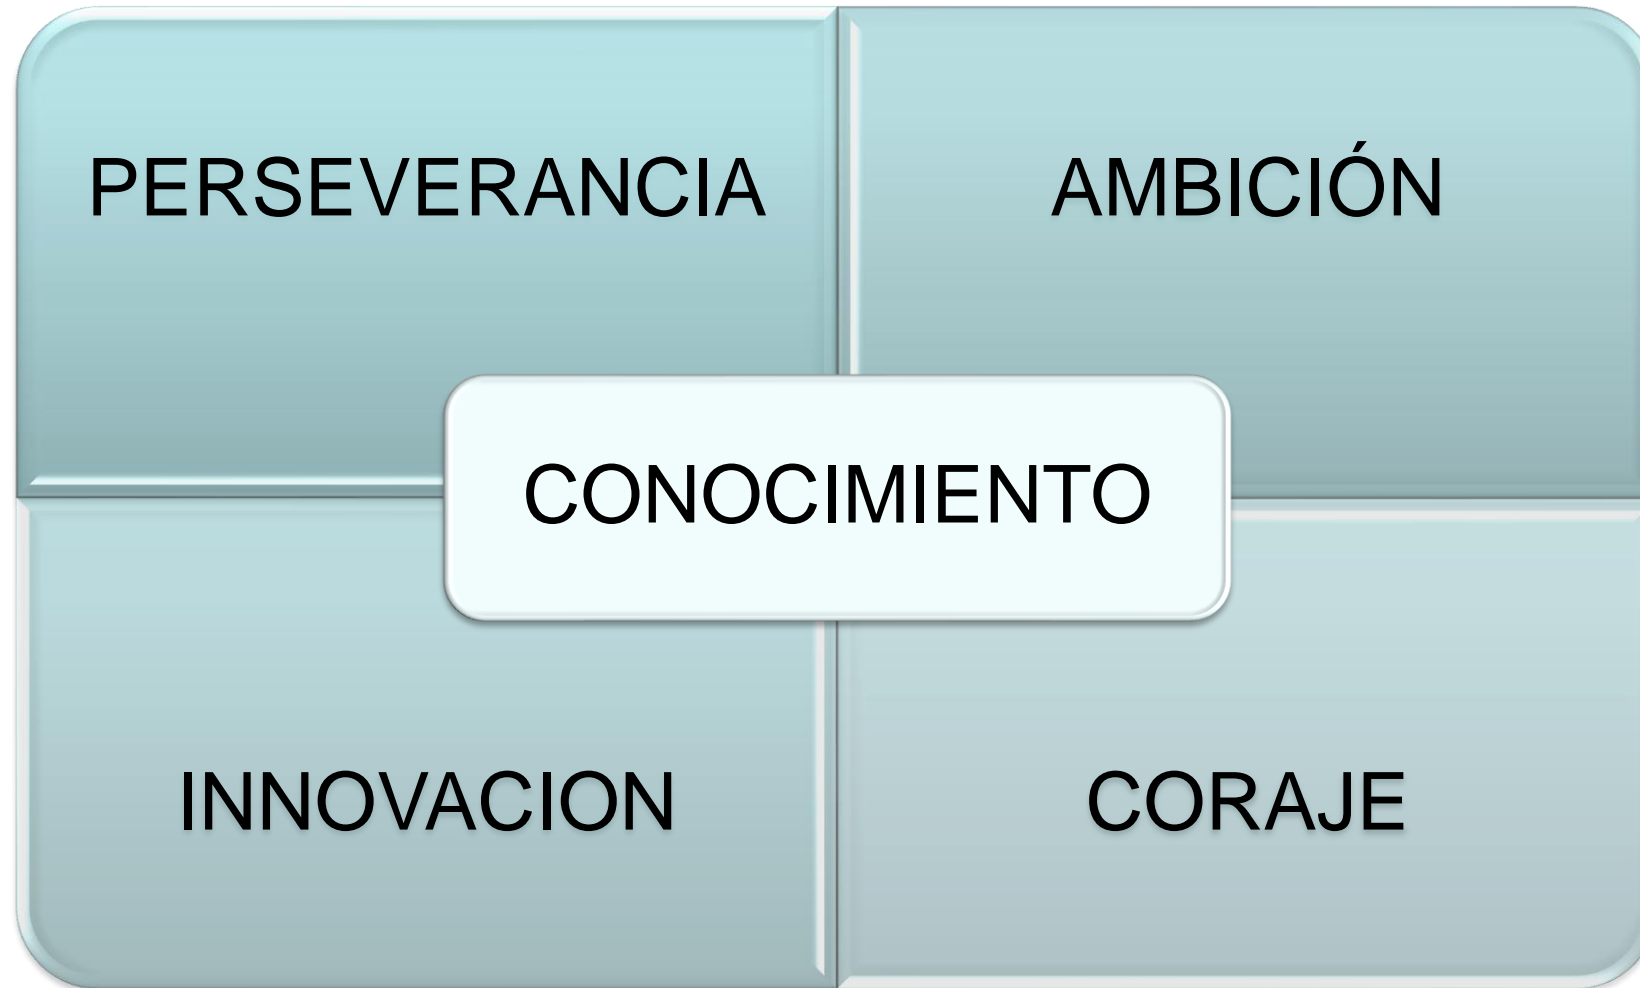 PERSEVERANCIA
AMBICIÓN
CONOCIMIENTO
INNOVACION
CORAJE